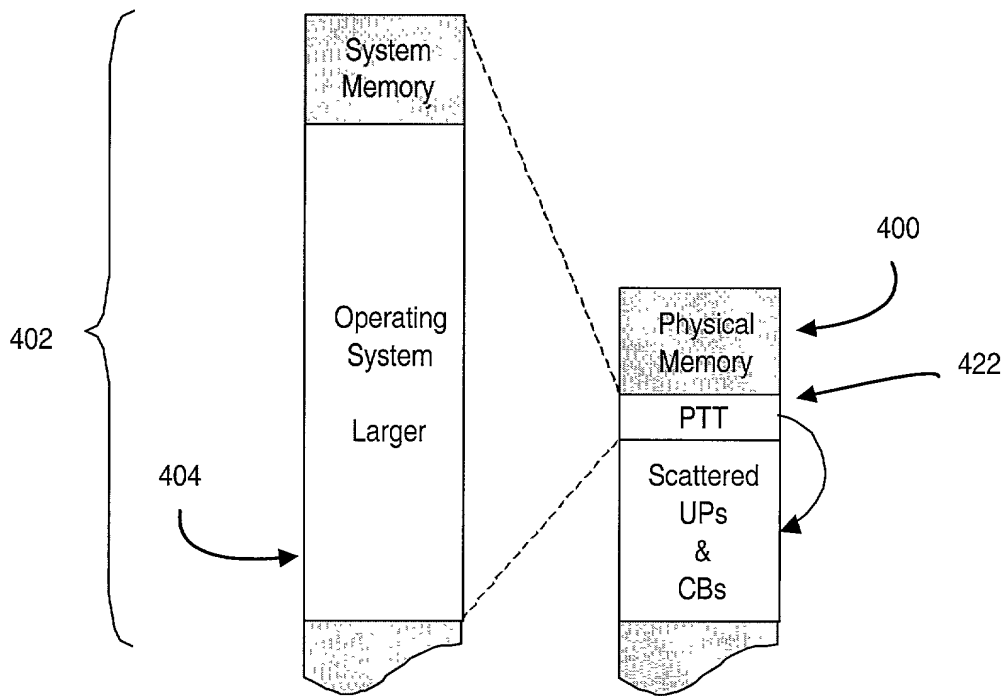 System
Memory
402
Operating
System
Larger
404
400
Physical
Memory
422
PTT
Scattered
UPs
&
CBs